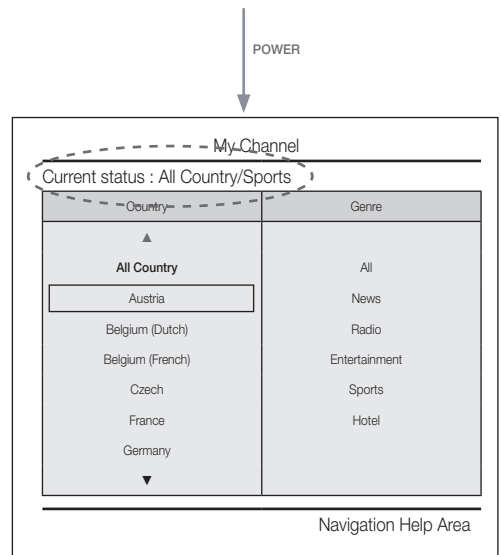 POWER
My Channel
Current status : All Country/Sports
Country Genre
▲
All Country All
Austria News
Belgium (Dutch) Radio
Belgium (French) Entertainment
Czech Sports
France Hotel
Germany
▼
Navigation Help Area